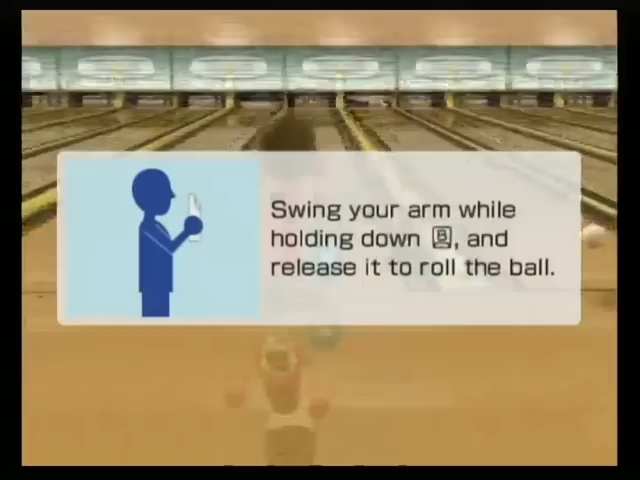 Swing your arm while
holding down B, and
release it to roll the ball.